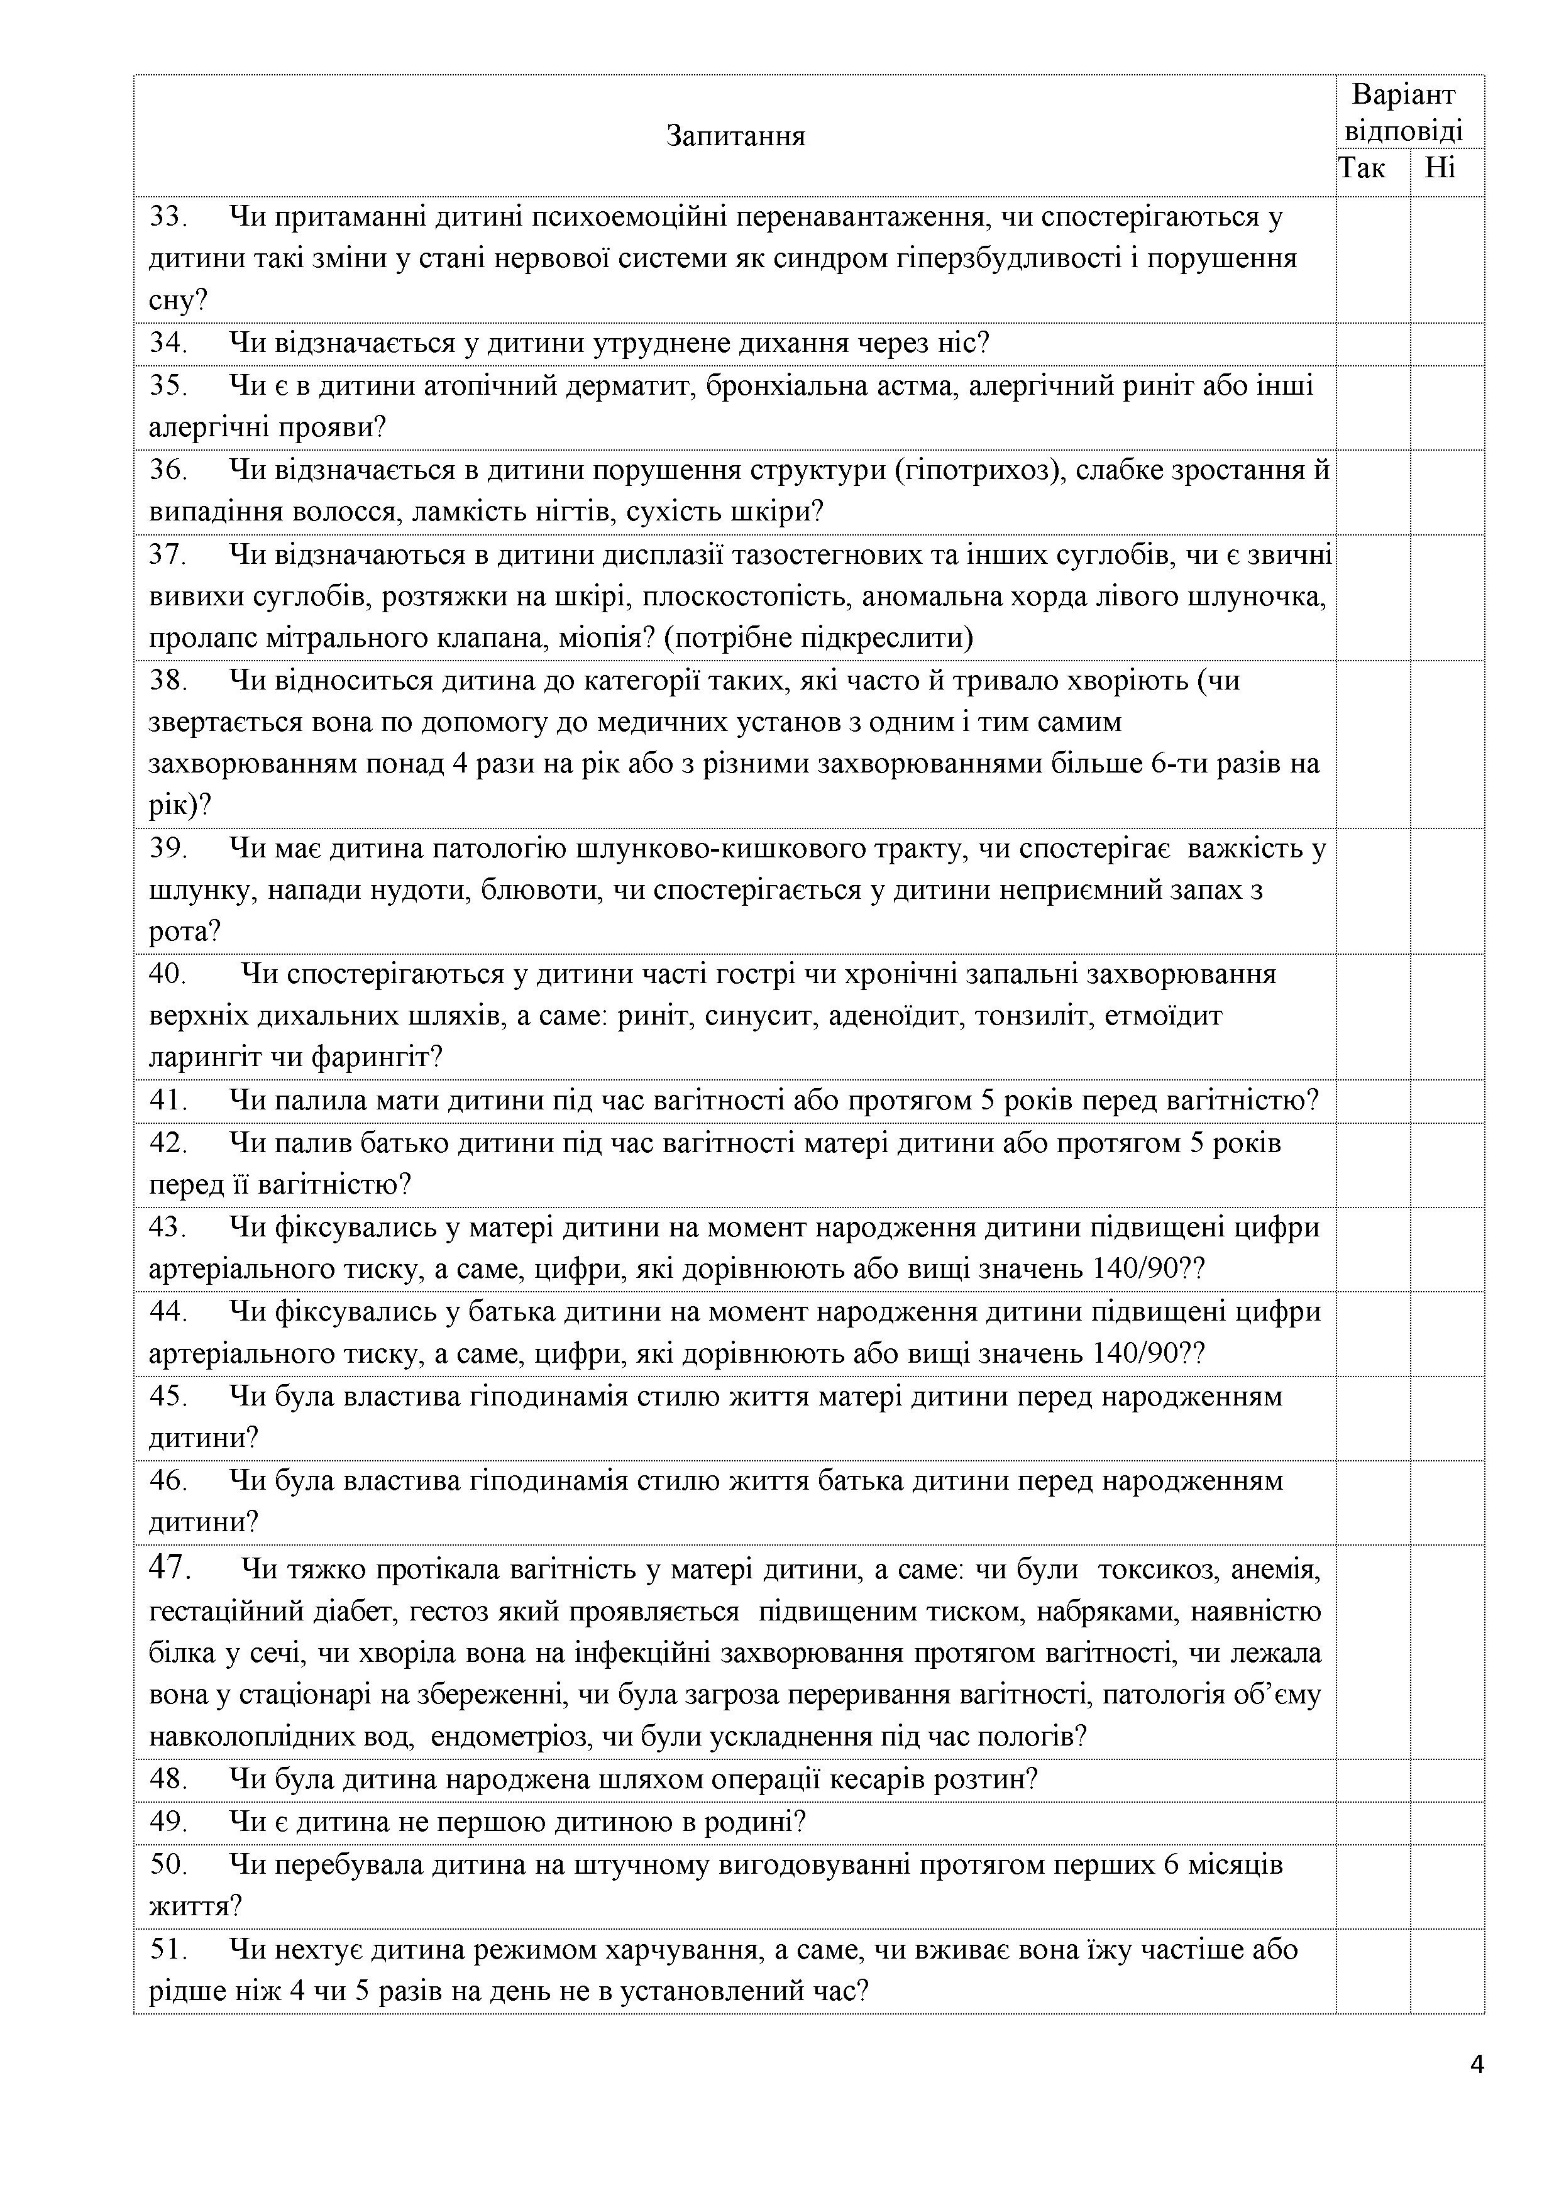 Запитання
Варіант
відповіді
Так
Ні
33. Чи притаманні дитині психоемоційні перенавантаження, чи спостерігаються у
дитини такі зміни у стані нервової системи як синдром гіперзбудливості і порушення
сну?
34. Чи відзначається у дитини утруднене дихання через ніс?
35. Чи є в дитини атопічний дерматит, бронхіальна астма, алергічний риніт або інші
алергічні прояви?
36. Чи відзначається в дитини порушення структури (гіпотрихоз), слабке зростання й
випадіння волосся, ламкість нігтів, сухість шкіри?
37. Чи відзначаються в дитини дисплазії тазостегнових та інших суглобів, чи є звичні
вивихи суглобів, розтяжки на шкірі, плоскостопість, аномальна хорда лівого шлуночка,
пролапс мітрального клапана, міопія? (потрібне підкреслити)
38. Чи відноситься дитина до категорії таких, які часто й тривало хворіють (чи
звертається вона по допомогу до медичних установ з одним і тим самим
захворюванням понад 4 рази на рік або з різними захворюваннями більше 6-ти разів на
рік)?
39. Чи має дитина патологію шлунково-кишкового тракту, чи спостерігає важкість у
шлунку, напади нудоти, блювоти, чи спостерігається у дитини неприємний запах з
рота?
40. Чи спостерігаються у дитини часті гострі чи хронічні запальні захворювання
верхніх дихальних шляхів, а саме: риніт, синусит, аденоїдит, тонзиліт, етмоїдит
ларингіт чи фарингіт?
41. Чи палила мати дитини під час вагітності або протягом 5 років перед вагітністю?
42. Чи палив батько дитини під час вагітності матері дитини або протягом 5 років
перед її вагітністю?
43. Чи фіксувались у матері дитини на момент народження дитини підвищені цифри
артеріального тиску, а саме, цифри, які дорівнюють або вищі значень 140/90??
44. Чи фіксувались у батька дитини на момент народження дитини підвищені цифри
артеріального тиску, а саме, цифри, які дорівнюють або вищі значень 140/90??
45. Чи була властива гіподинамія стилю життя матері дитини перед народженням
дитини?
46. Чи була властива гіподинамія стилю життя батька дитини перед народженням
дитини?
47. Чи тяжко протікала вагітність у матері дитини, а саме: чи були токсикоз, анемія,
гестаційний діабет, гестоз який проявляється підвищеним тиском, набряками, наявністю
білка у сечі, чи хворіла вона на інфекційні захворювання протягом вагітності, чи лежала
вона у стаціонарі на збереженні, чи була загроза переривання вагітності, патологія об’єму
навколоплідних вод, ендометріоз, чи були ускладнення під час пологів?
48. Чи була дитина народжена шляхом операції кесарів розтин?
49. Чи є дитина не першою дитиною в родині?
50. Чи перебувала дитина на штучному вигодовуванні протягом перших 6 місяців
життя?
51. Чи нехтує дитина режимом харчування, а саме, чи вживає вона їжу частіше або
рідше ніж 4 чи 5 разів на день не в установлений час?
4